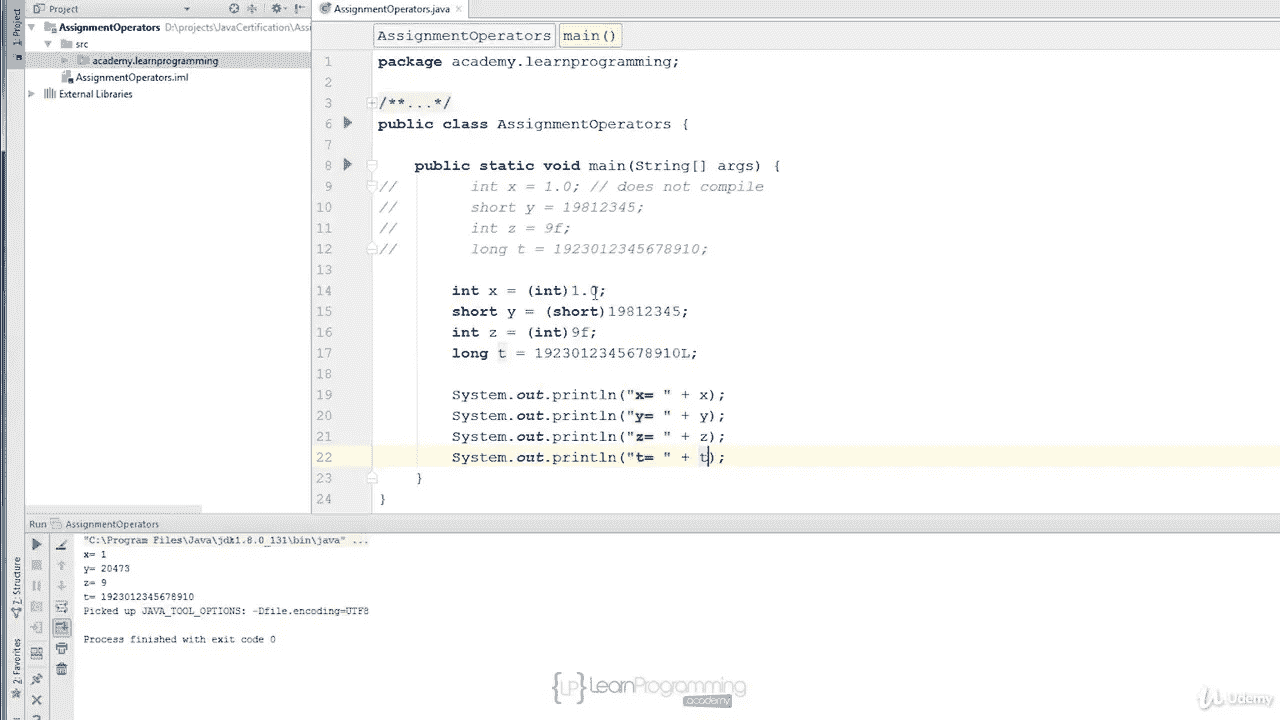 1: Project
Project
AssignmentOperators D:\projects\JavaCertification\Assi
src
academy.learnprogramming
AssignmentOperators.iml
External Libraries
AssignmentOperators.java
AssignmentOperators main()
1 package academy.learnprogramming;
2
3 /**...*/
6 public class AssignmentOperators {
7
8 public static void main(String[] args) {
9 // int x = 1.0; // does not compile
10 // short y = 19812345;
11 // int z = 9f;
12 // long t = 1923012345678910;
13
14 int x = (int)1.0;
15 short y = (short)19812345;
16 int z = (int)9f;
17 long t = 1923012345678910L;
18
19 System.out.println("x= " + x);
20 System.out.println("y= " + y);
21 System.out.println("z= " + z);
22 System.out.println("t= " + t);
23 }
24 }
Run AssignmentOperators
"C:\Program Files\Java\jdk1.8.0_131\bin\java" ...
x= 1
y= 20473
z= 9
t= 1923012345678910
Picked up JAVA_TOOL_OPTIONS: -Dfile.encoding=UTF8
Process finished with exit code 0
Z: Structure
2: Favorites
{LP} LearnProgramming
.academy
Udemy